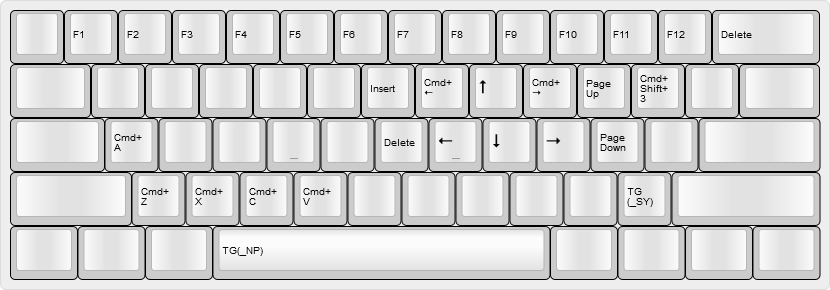 F1 F2 F3 F4 F5 F6 F7 F8 F9 F10 F11 F12 Delete
Insert Cmd+ ← ↑ Cmd+ → Page Up Cmd+ Shift+ 3
Cmd+ A _ Delete ← _ ↓ → Page Down
Cmd+ Z Cmd+ X Cmd+ C Cmd+ V TG (_SY)
TG(_NP)